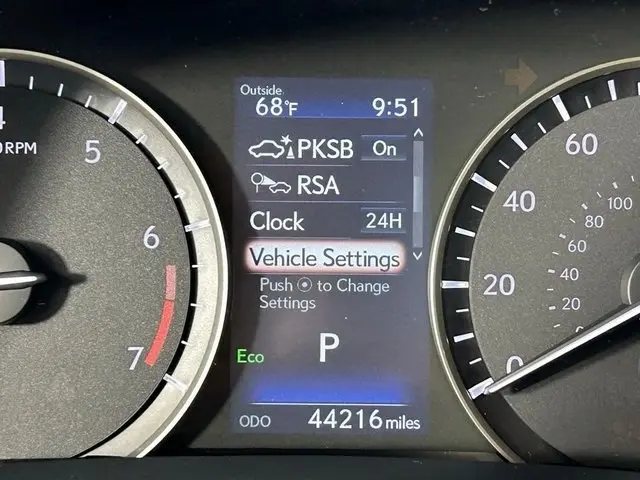 Outside
68°F 9:51
PKSB On
RSA
Clock 24H
Vehicle Settings
Push ⦿ to Change
Settings
Eco P
ODO 44216 miles
4
RPM
5
6
7
60
40
20
0
100
80
60
40
20